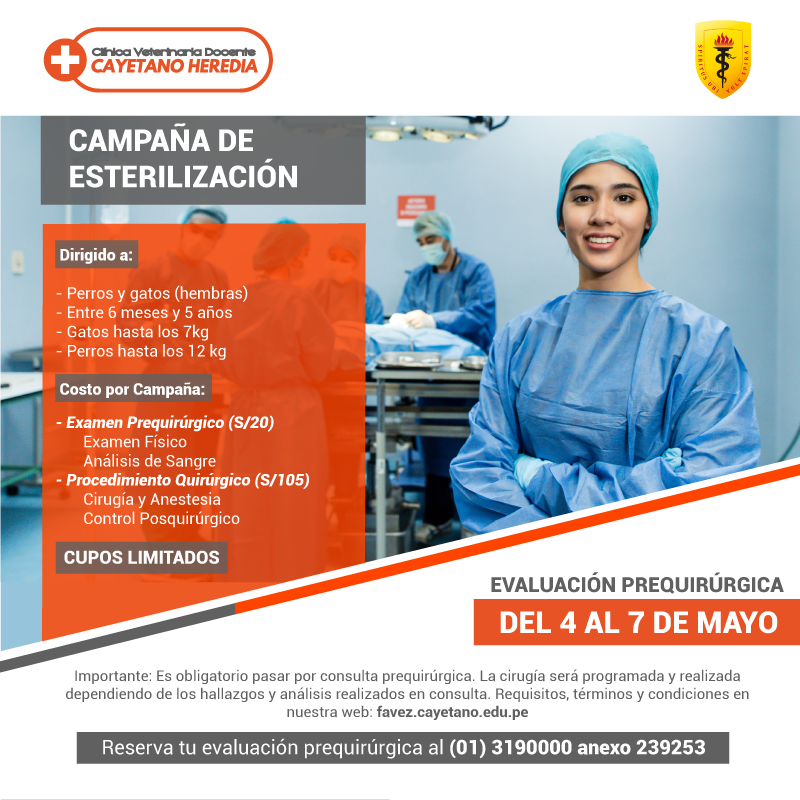 Clínica Veterinaria Docente
CAYETANO HEREDIA
SPIRITUS UBI VULT SPIRAT
CAMPAÑA DE
ESTERILIZACIÓN
Dirigido a:
- Perros y gatos (hembras)
- Entre 6 meses y 5 años
- Gatos hasta los 7kg
- Perros hasta los 12 kg
Costo por Campaña:
- Examen Prequirúrgico (S/20)
Examen Físico
Análisis de Sangre
- Procedimiento Quirúrgico (S/105)
Cirugía y Anestesia
Control Posquirúrgico
CUPOS LIMITADOS
EVALUACIÓN PREQUIRÚRGICA
DEL 4 AL 7 DE MAYO
Importante: Es obligatorio pasar por consulta prequirúrgica. La cirugía será programada y realizada
dependiendo de los hallazgos y análisis realizados en consulta. Requisitos, términos y condiciones en
nuestra web: favez.cayetano.edu.pe
Reserva tu evaluación prequirúrgica al (01) 3190000 anexo 239253